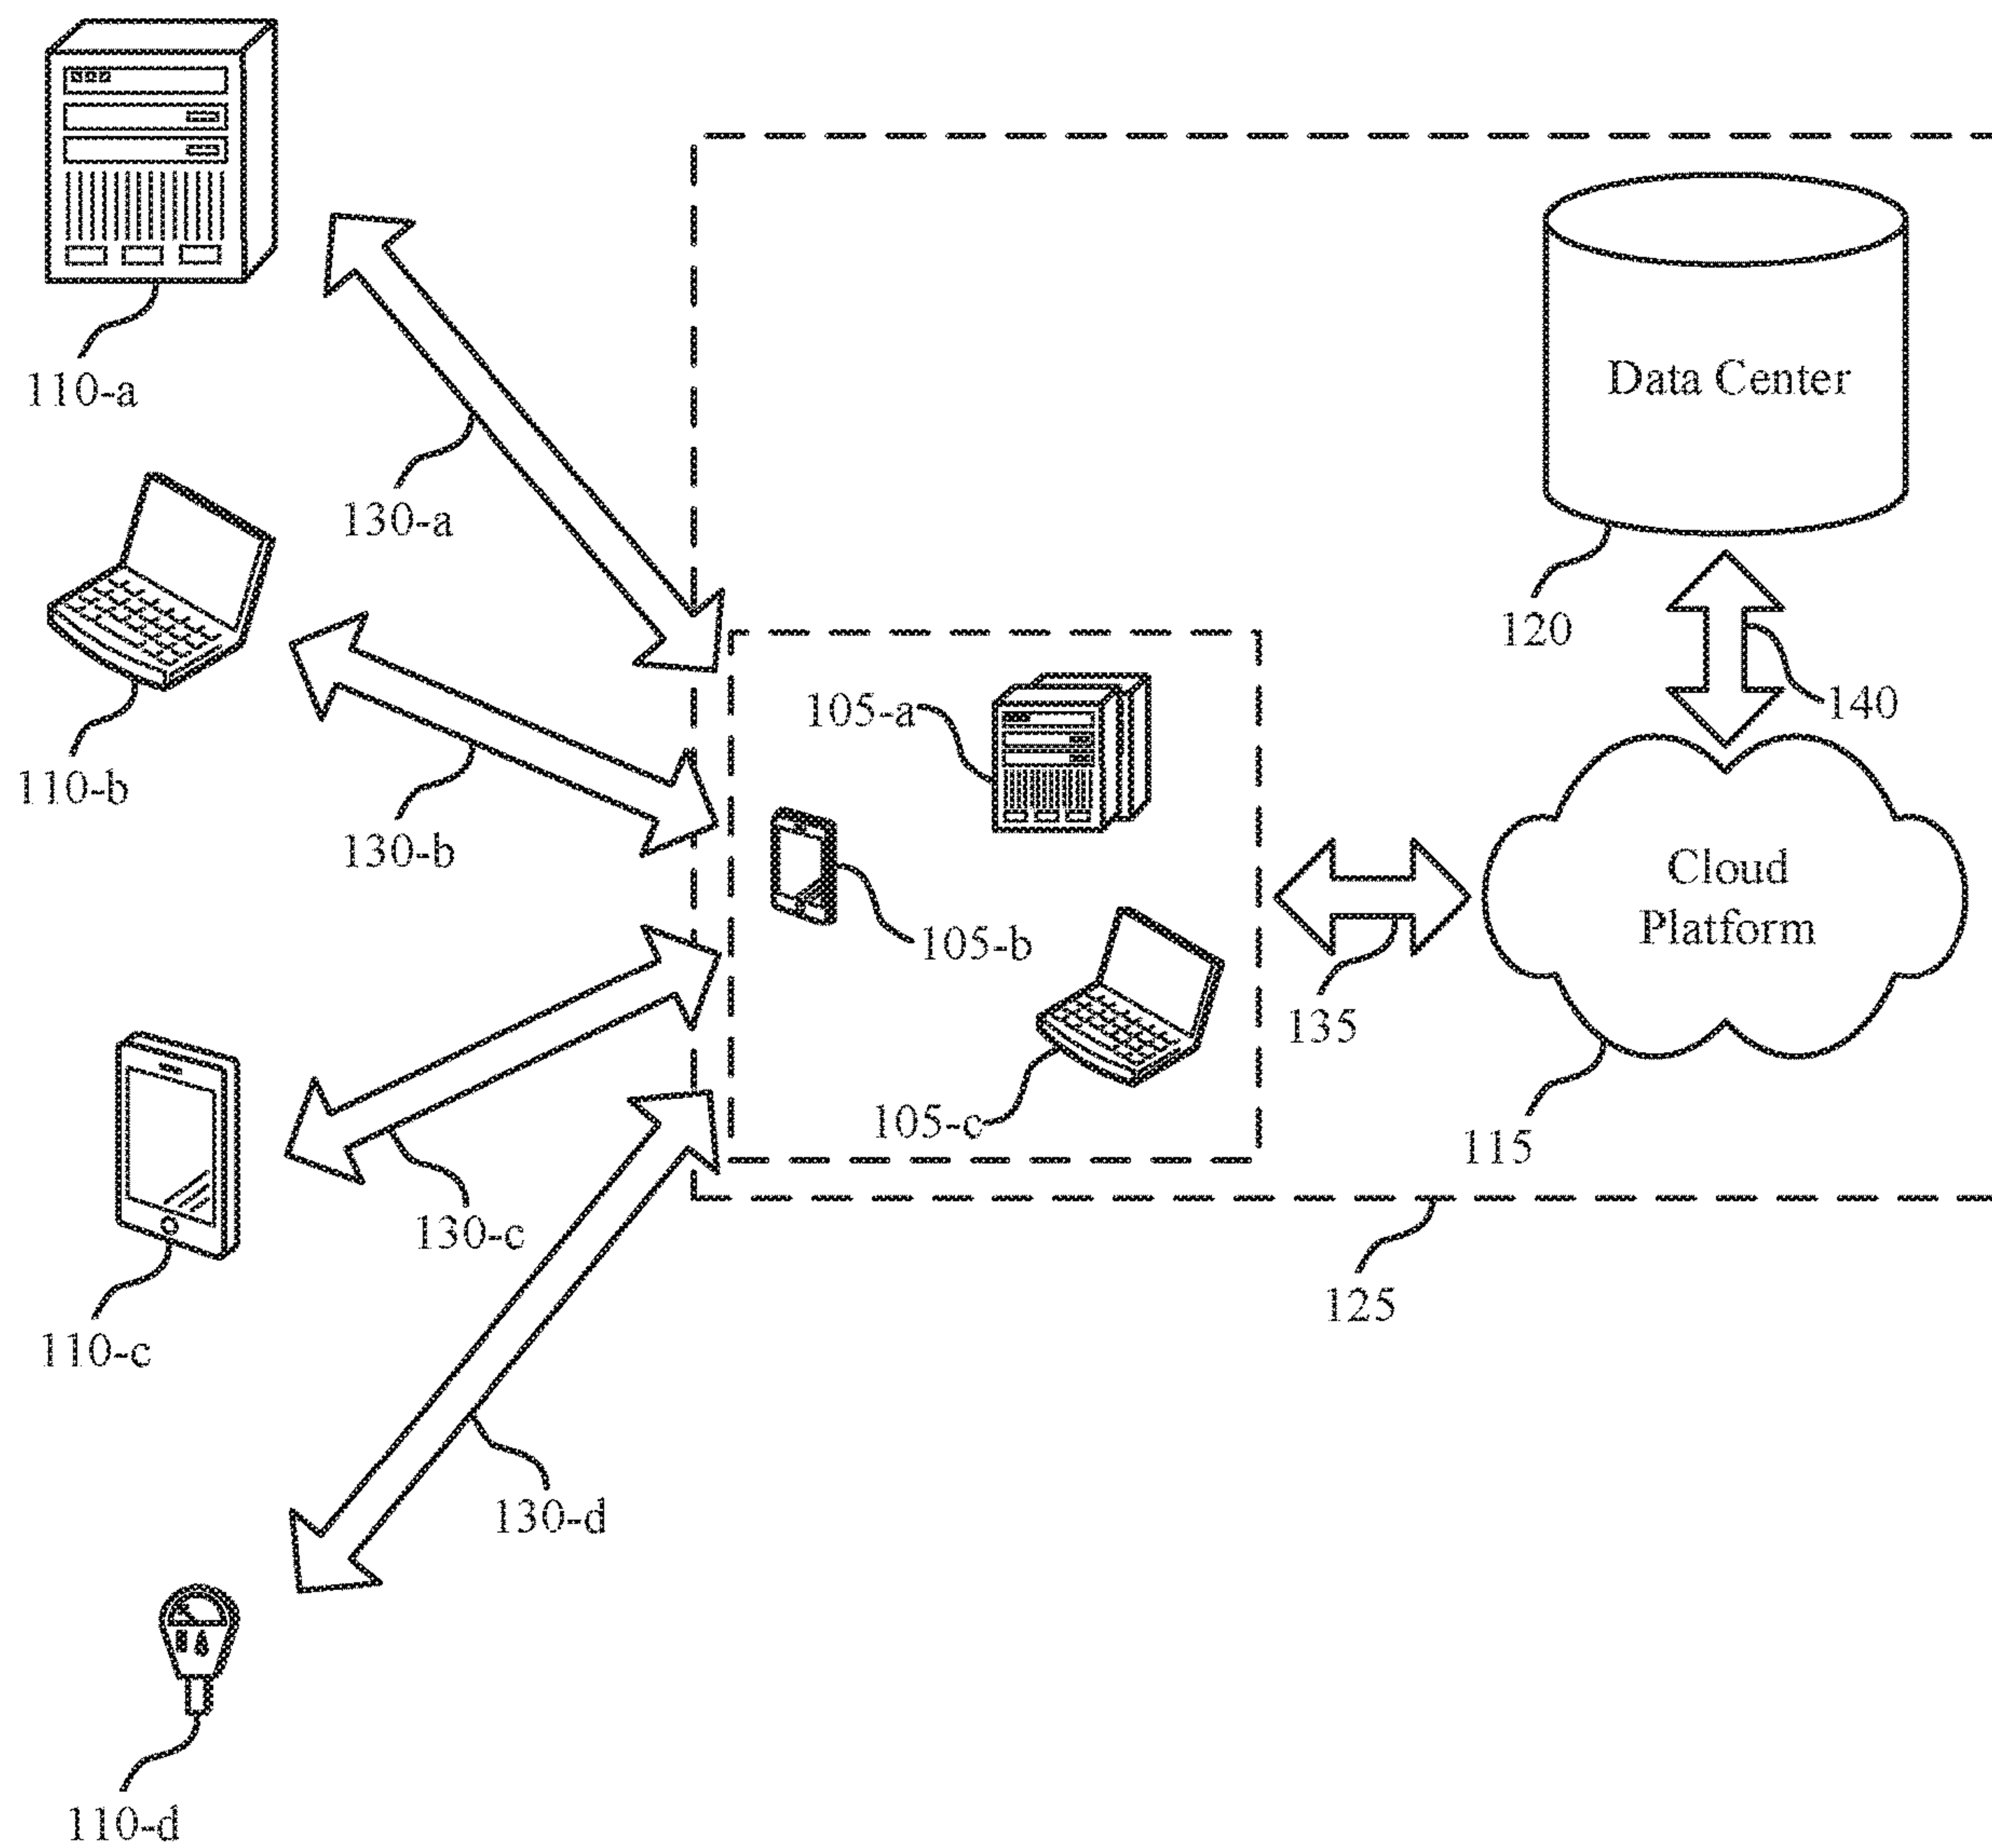 110-a
130-a
Data Center
120
140
110-b
130-b
105-a
105-b
105-c
135
Cloud
Platform
115
110-c
130-c
125
130-d
110-d